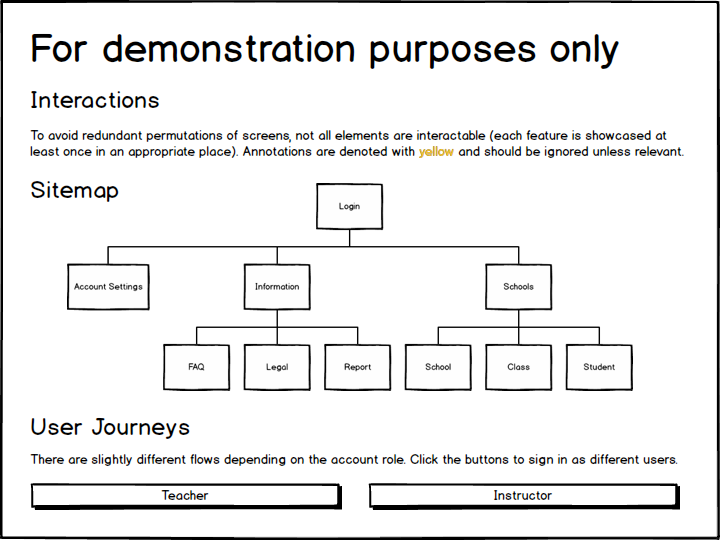 For demonstration purposes only
Interactions
To avoid redundant permutations of screens, not all elements are interactable (each feature is showcased at
least once in an appropriate place). Annotations are denoted with yellow and should be ignored unless relevant.
Sitemap
Login
Account Settings
Information
Schools
FAQ
Legal
Report
School
Class
Student
User Journeys
There are slightly different flows depending on the account role. Click the buttons to sign in as different users.
Teacher
Instructor